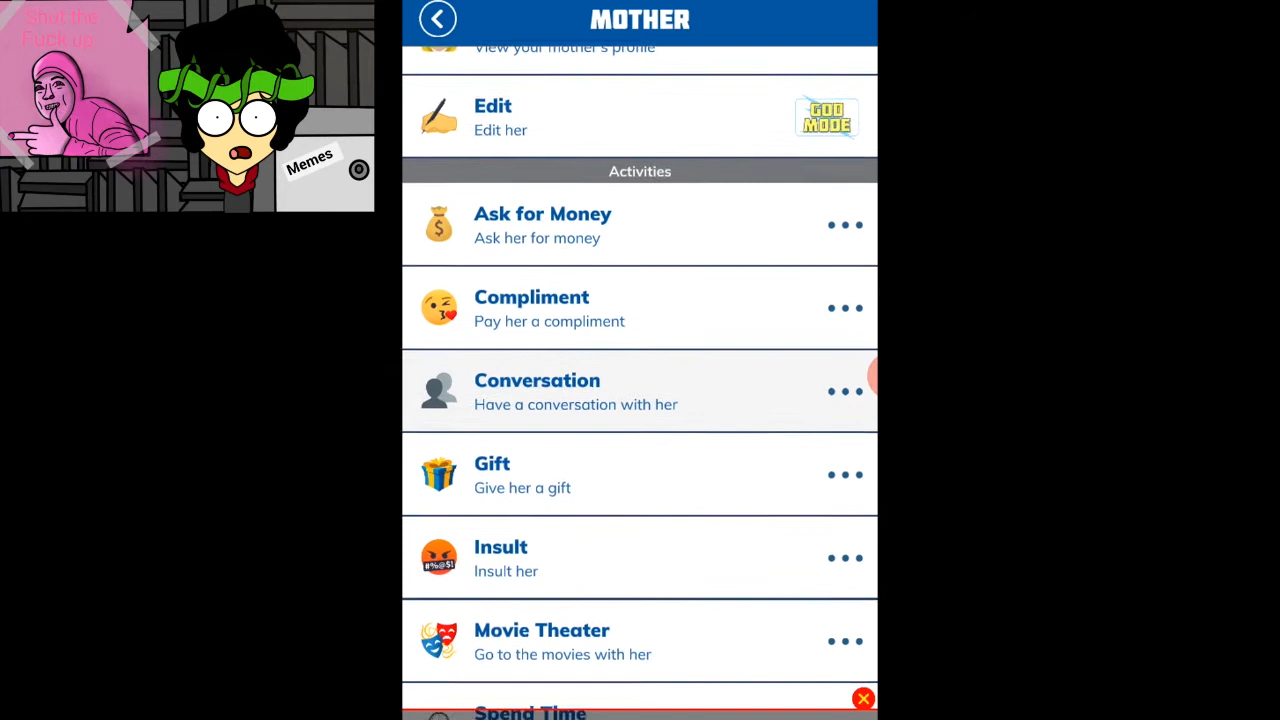 Shut the
Fuck up
Memes
MOTHER
View your mother's profile
Edit
Edit her
GOD
MODE
Activities
Ask for Money
Ask her for money
Compliment
Pay her a compliment
Conversation
Have a conversation with her
Gift
Give her a gift
#%@$!
Insult
Insult her
Movie Theater
Go to the movies with her
Spend Time